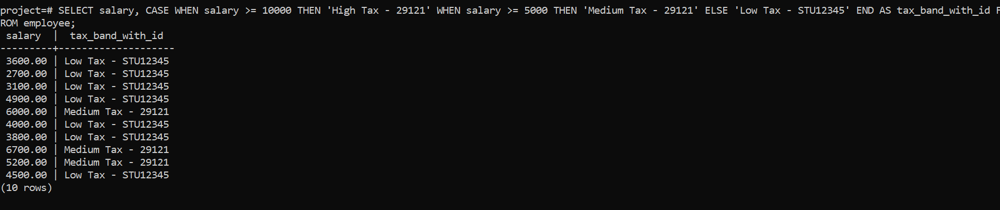 project=# SELECT salary, CASE WHEN salary >= 10000 THEN 'High Tax - 29121' WHEN salary >= 5000 THEN 'Medium Tax - 29121' ELSE 'Low Tax - STU12345' END AS tax_band_with_id F
ROM employee;
 salary  |  tax_band_with_id
---------+--------------------
 3600.00 | Low Tax - STU12345
 2700.00 | Low Tax - STU12345
 3100.00 | Low Tax - STU12345
 4900.00 | Low Tax - STU12345
 6000.00 | Medium Tax - 29121
 4000.00 | Low Tax - STU12345
 3800.00 | Low Tax - STU12345
 6700.00 | Medium Tax - 29121
 5200.00 | Medium Tax - 29121
 4500.00 | Low Tax - STU12345
(10 rows)